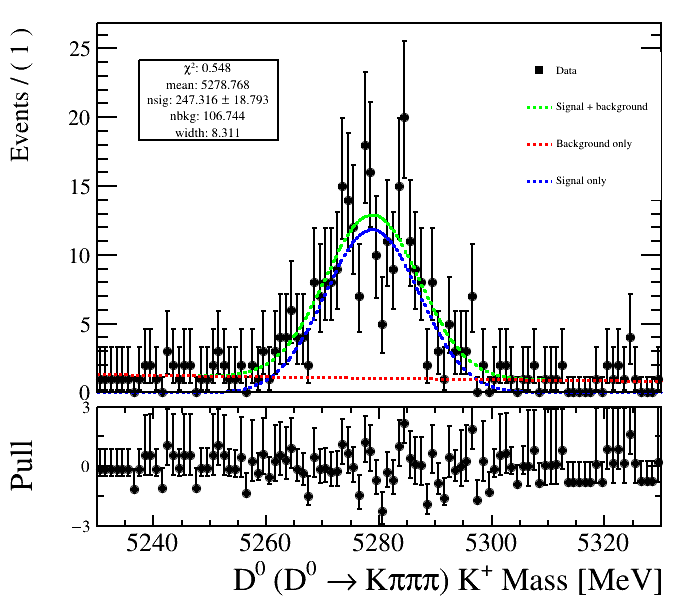 Events / ( 1 )
25
20
15
10
5
0
χ²: 0.548
mean: 5278.768
nsig: 247.316 ± 18.793
nbkg: 106.744
width: 8.311
Data
Signal + background
Background only
Signal only
Pull
3
0
−3
5240 5260 5280 5300 5320
D⁰ (D⁰ → Kπππ) K⁺ Mass [MeV]